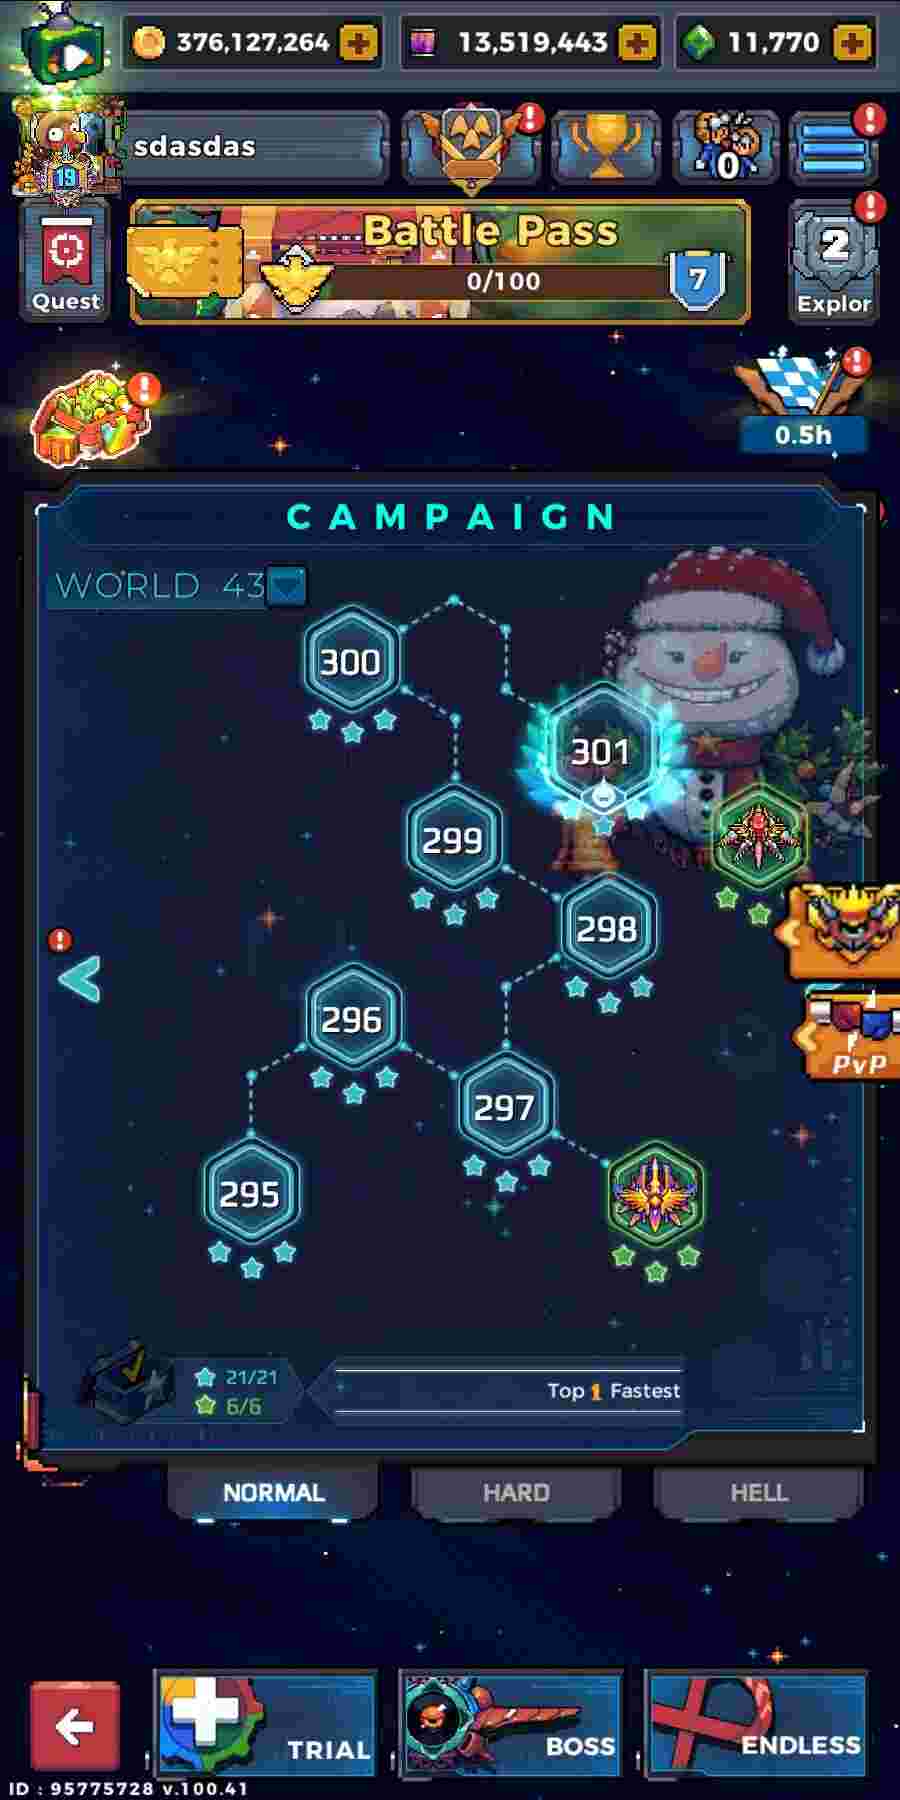 376,127,264
13,519,443
11,770
19
sdasdas
0
Quest
Battle Pass
0/100
7
2
Explor
0.5h
CAMPAIGN
WORLD 43
300
301
299
298
296
297
295
PvP
21/21
6/6
Top 1 Fastest
NORMAL
HARD
HELL
TRIAL
BOSS
ENDLESS
ID : 95775728 v.100.41